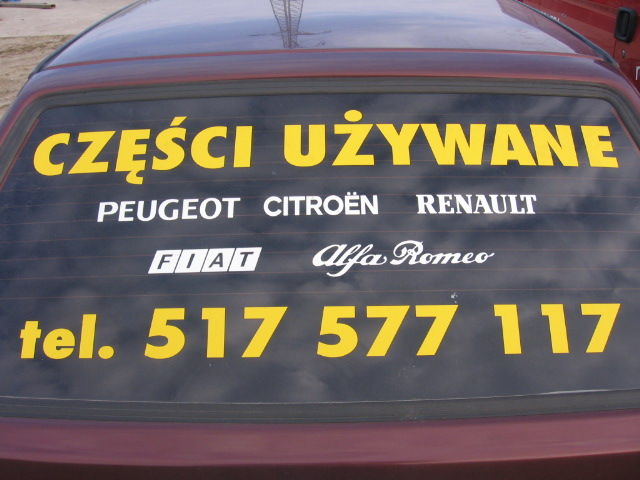 CZĘŚCI UŻYWANE
PEUGEOT CITROËN RENAULT
FIAT Alfa Romeo
tel. 517 577 117